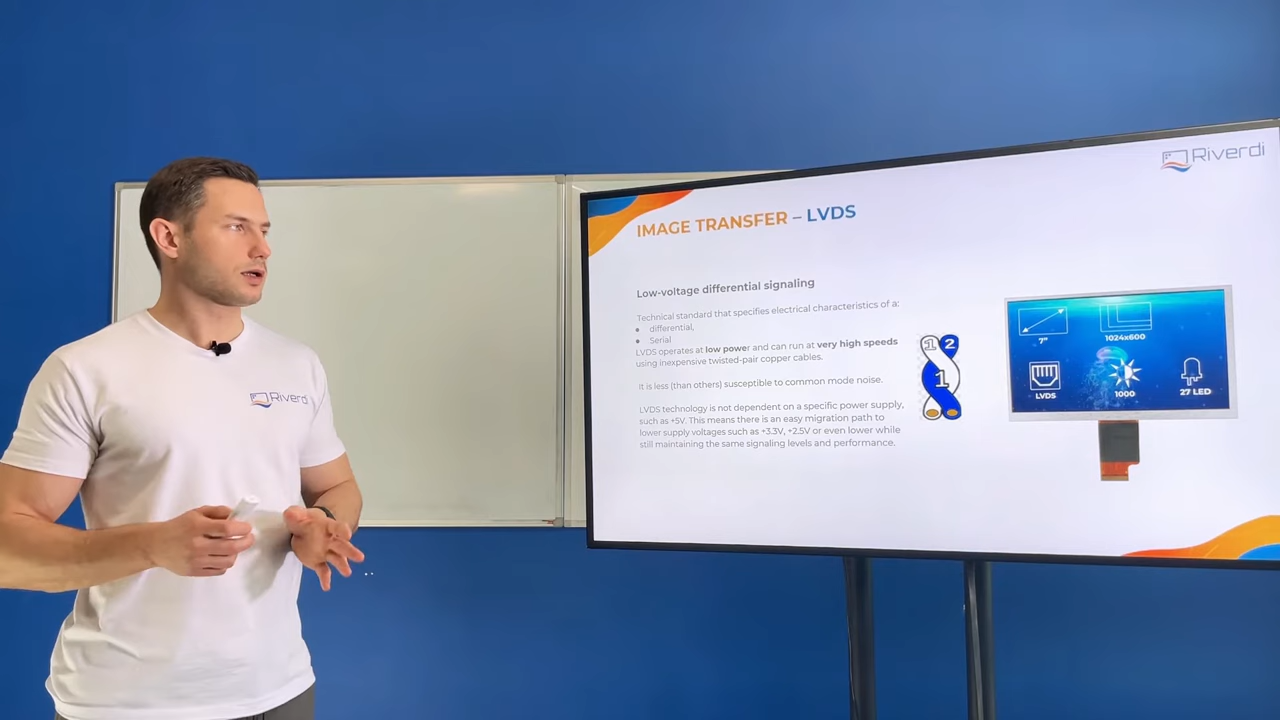 Riverdi
IMAGE TRANSFER – LVDS
Low-voltage differential signaling
Technical standard that specifies electrical characteristics of a:
● differential,
● Serial
LVDS operates at low power and can run at very high speeds
using inexpensive twisted-pair copper cables.
It is less (than others) susceptible to common mode noise.
LVDS technology is not dependent on a specific power supply,
such as +5V. This means there is an easy migration path to
lower supply voltages such as +3.3V, +2.5V or even lower while
still maintaining the same signaling levels and performance.
1 2
1
7"
1024x600
LVDS
1000
27 LED
Riverdi